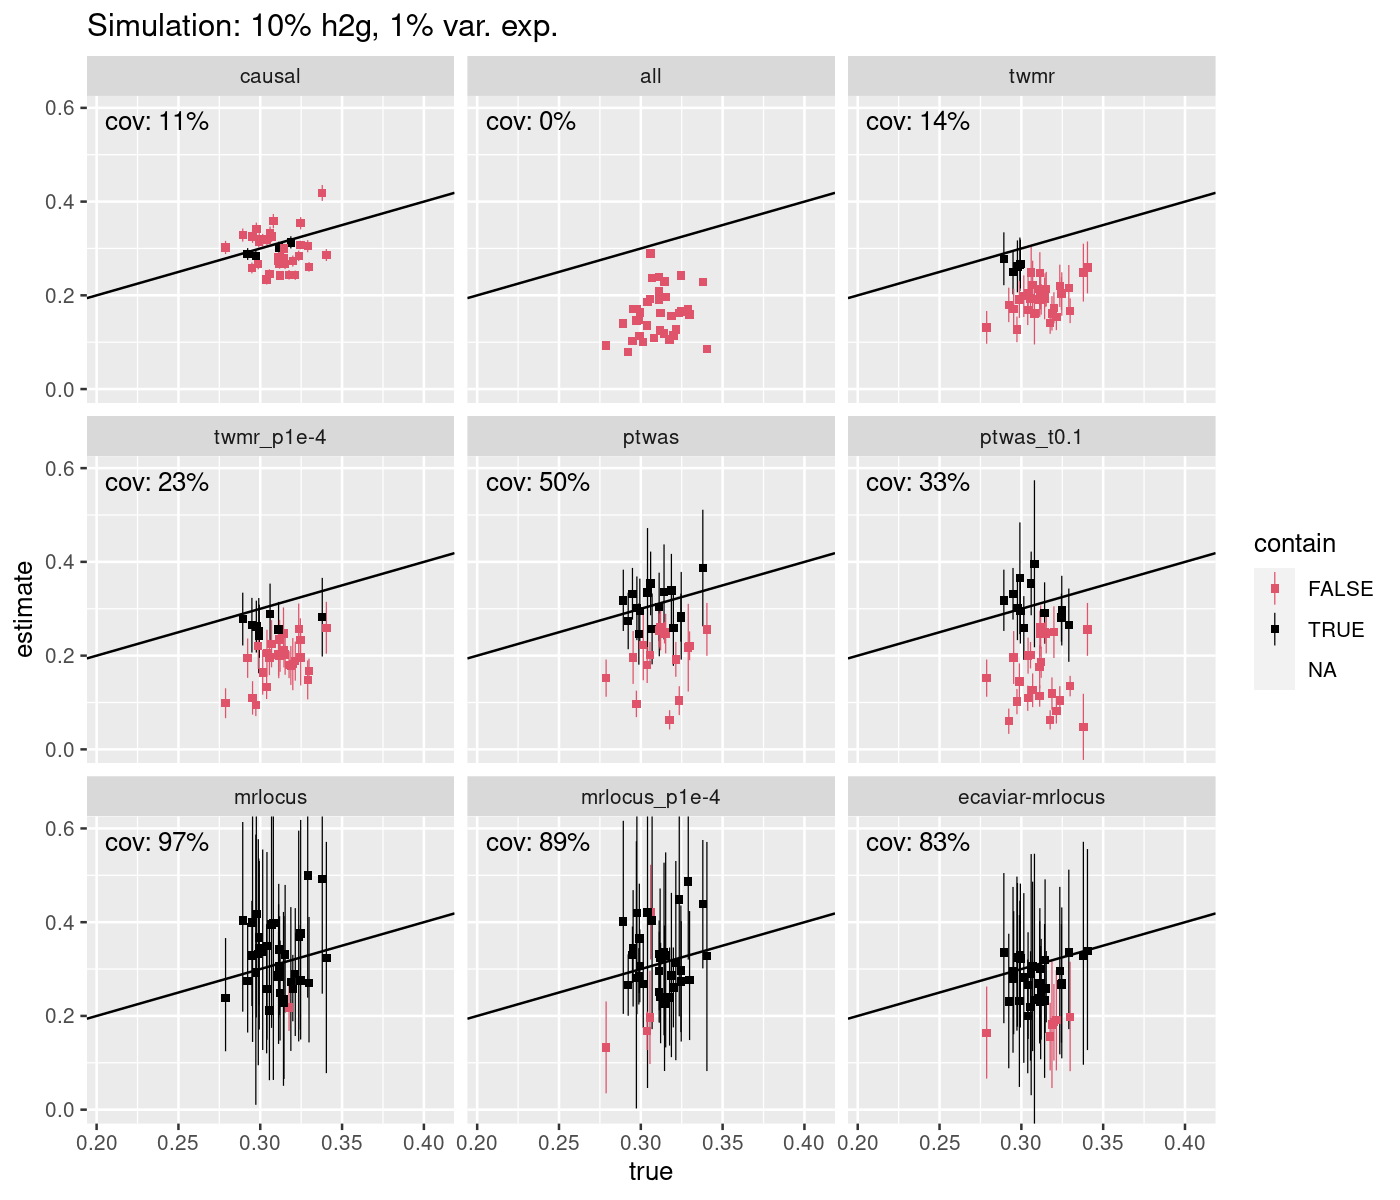 Simulation: 10% h2g, 1% var. exp.
causal
all
twmr
0.6
0.4
0.2
0.0
cov: 11%
cov: 0%
cov: 14%
twmr_p1e-4
ptwas
ptwas_t0.1
0.6
0.4
0.2
0.0
cov: 23%
cov: 50%
cov: 33%
mrlocus
mrlocus_p1e-4
ecaviar-mrlocus
0.6
0.4
0.2
0.0
cov: 97%
cov: 89%
cov: 83%
0.20 0.25 0.30 0.35 0.40
0.20 0.25 0.30 0.35 0.40
0.20 0.25 0.30 0.35 0.40
true
estimate
contain
FALSE
TRUE
NA